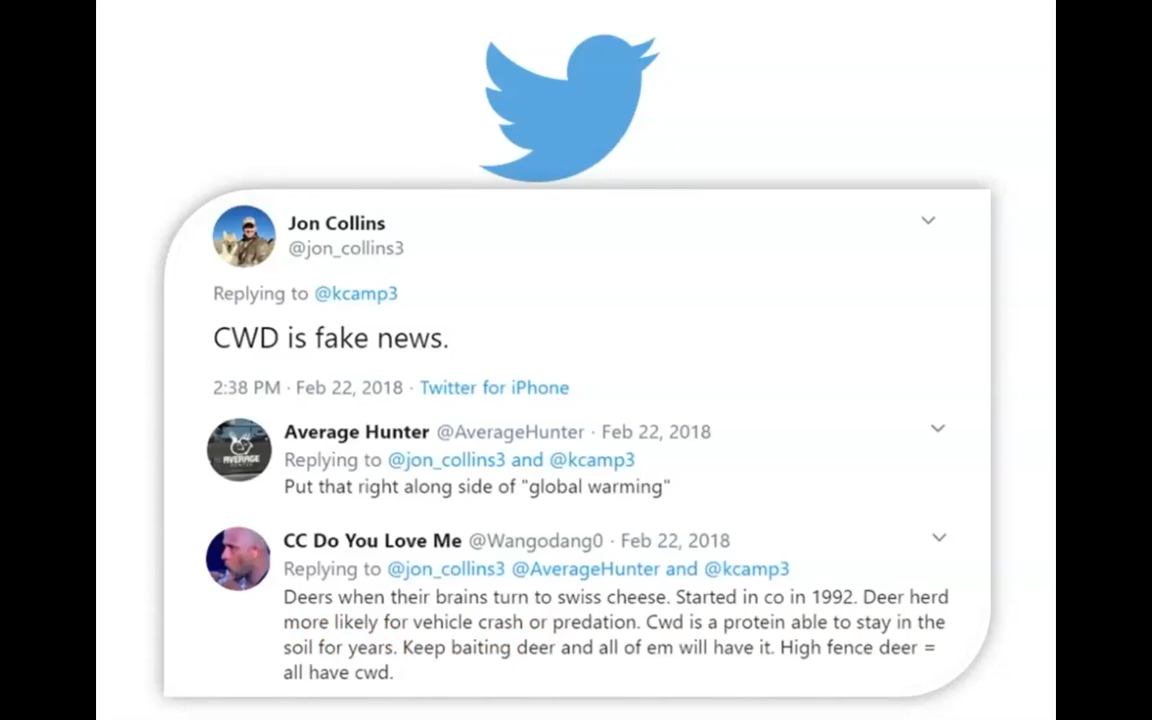 Jon Collins
@jon_collins3
Replying to @kcamp3
CWD is fake news.
2:38 PM · Feb 22, 2018 · Twitter for iPhone
Average Hunter @AverageHunter · Feb 22, 2018
Replying to @jon_collins3 and @kcamp3
Put that right along side of "global warming"
AVERAGE
CC Do You Love Me @Wangodang0 · Feb 22, 2018
Replying to @jon_collins3 @AverageHunter and @kcamp3
Deers when their brains turn to swiss cheese. Started in co in 1992. Deer herd
more likely for vehicle crash or predation. Cwd is a protein able to stay in the
soil for years. Keep baiting deer and all of em will have it. High fence deer =
all have cwd.